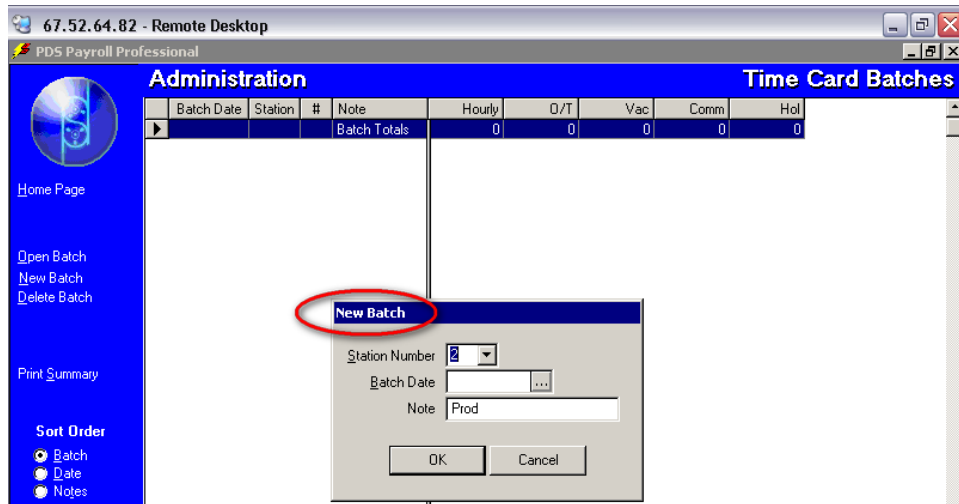 67.52.64.82 - Remote Desktop
PDS Payroll Professional
Administration
Time Card Batches
Batch Date Station # Note Hourly O/T Vac Comm Hol
Batch Totals 0 0 0 0 0
Home Page
Open Batch
New Batch
Delete Batch
Print Summary
Sort Order
Batch
Date
Notes
New Batch
Station Number 2
Batch Date ...
Note Prod
OK Cancel